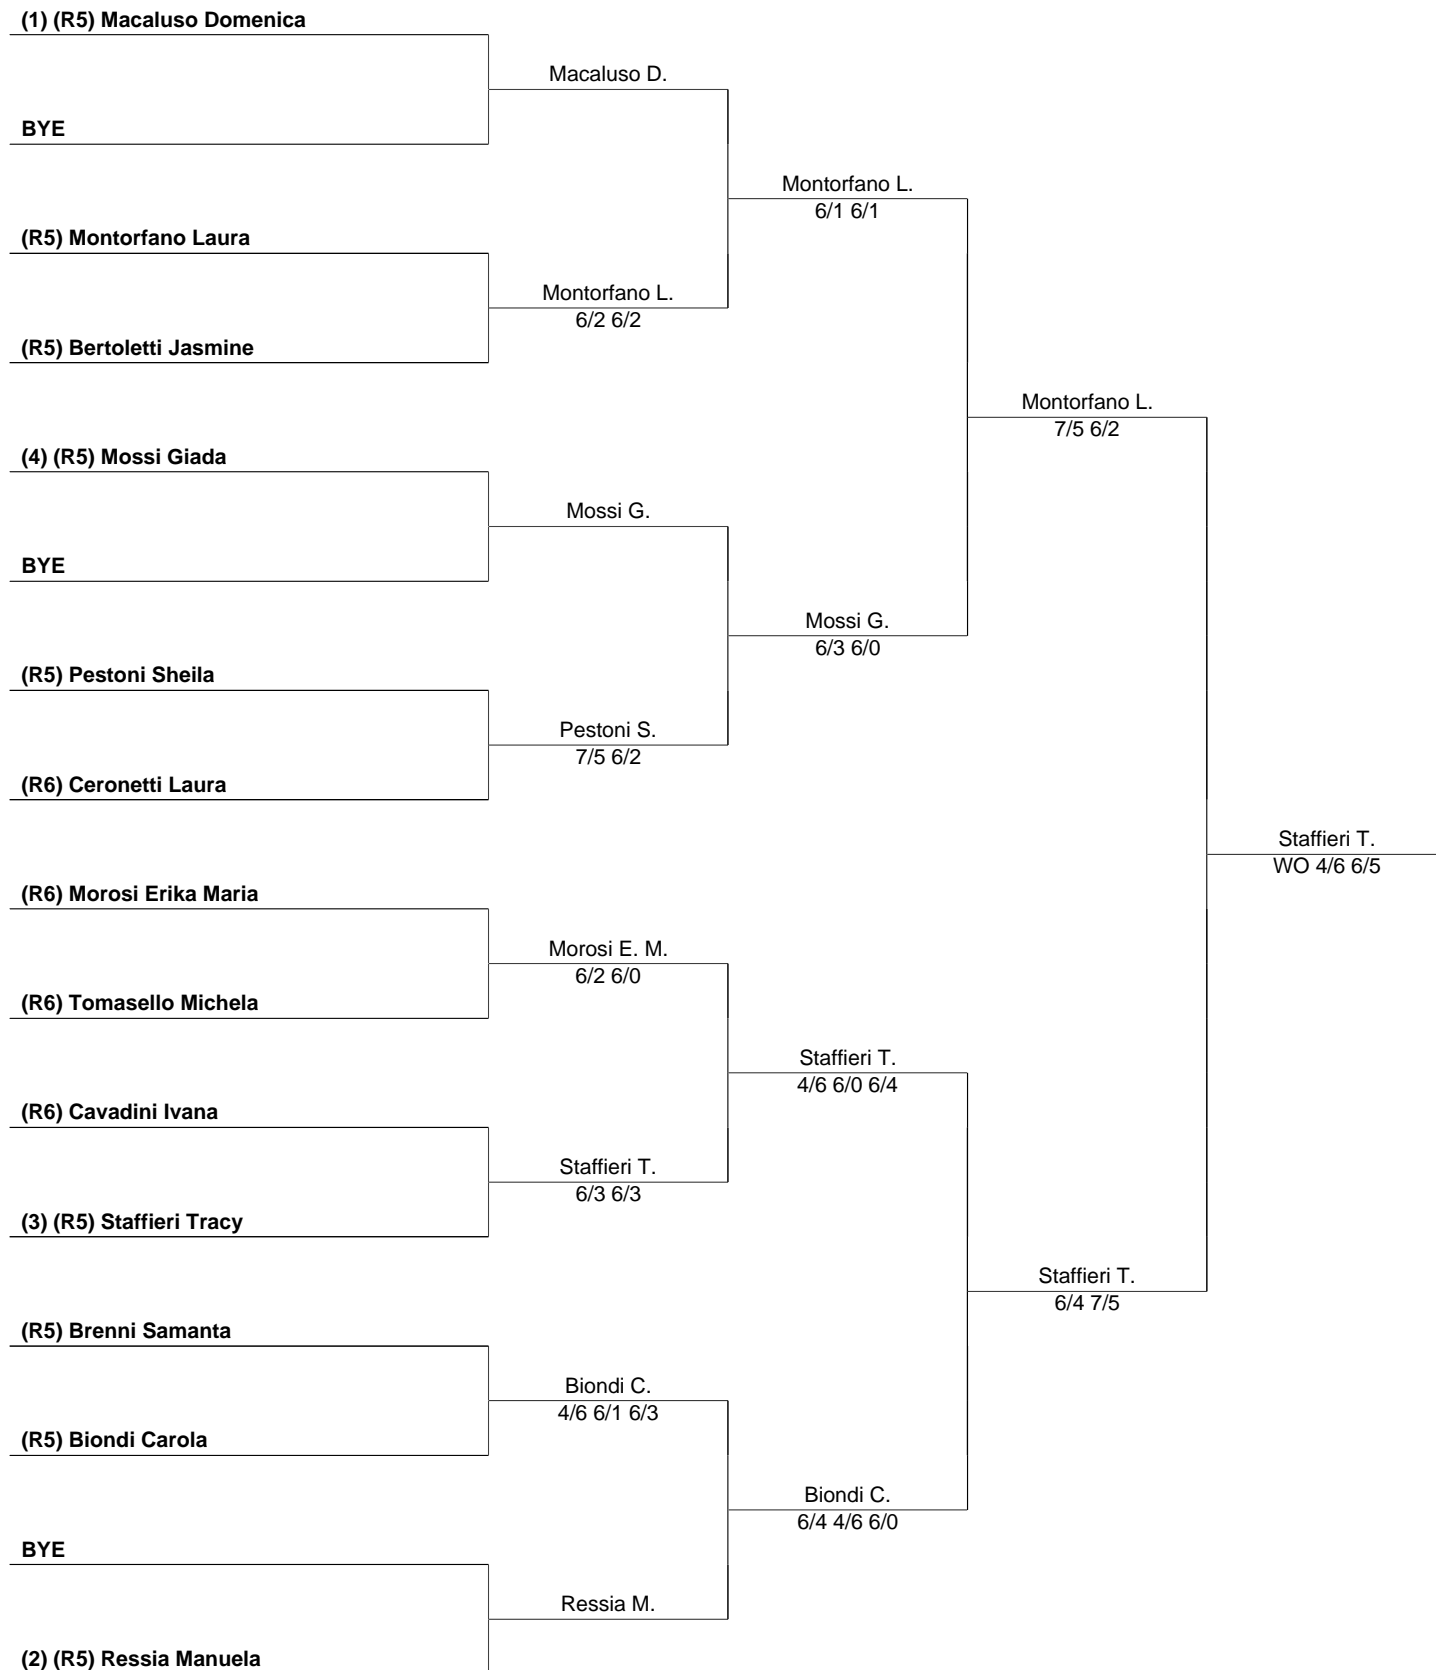 (1) (R5) Macaluso Domenica
Macaluso D.
BYE
Montorfano L.
6/1 6/1
(R5) Montorfano Laura
Montorfano L.
6/2 6/2
(R5) Bertoletti Jasmine
Montorfano L.
7/5 6/2
(4) (R5) Mossi Giada
Mossi G.
BYE
Mossi G.
6/3 6/0
(R5) Pestoni Sheila
Pestoni S.
7/5 6/2
(R6) Ceronetti Laura
Staffieri T.
WO 4/6 6/5
(R6) Morosi Erika Maria
Morosi E. M.
6/2 6/0
(R6) Tomasello Michela
Staffieri T.
4/6 6/0 6/4
(R6) Cavadini Ivana
Staffieri T.
6/3 6/3
(3) (R5) Staffieri Tracy
Staffieri T.
6/4 7/5
(R5) Brenni Samanta
Biondi C.
4/6 6/1 6/3
(R5) Biondi Carola
Biondi C.
6/4 4/6 6/0
BYE
Ressia M.
(2) (R5) Ressia Manuela